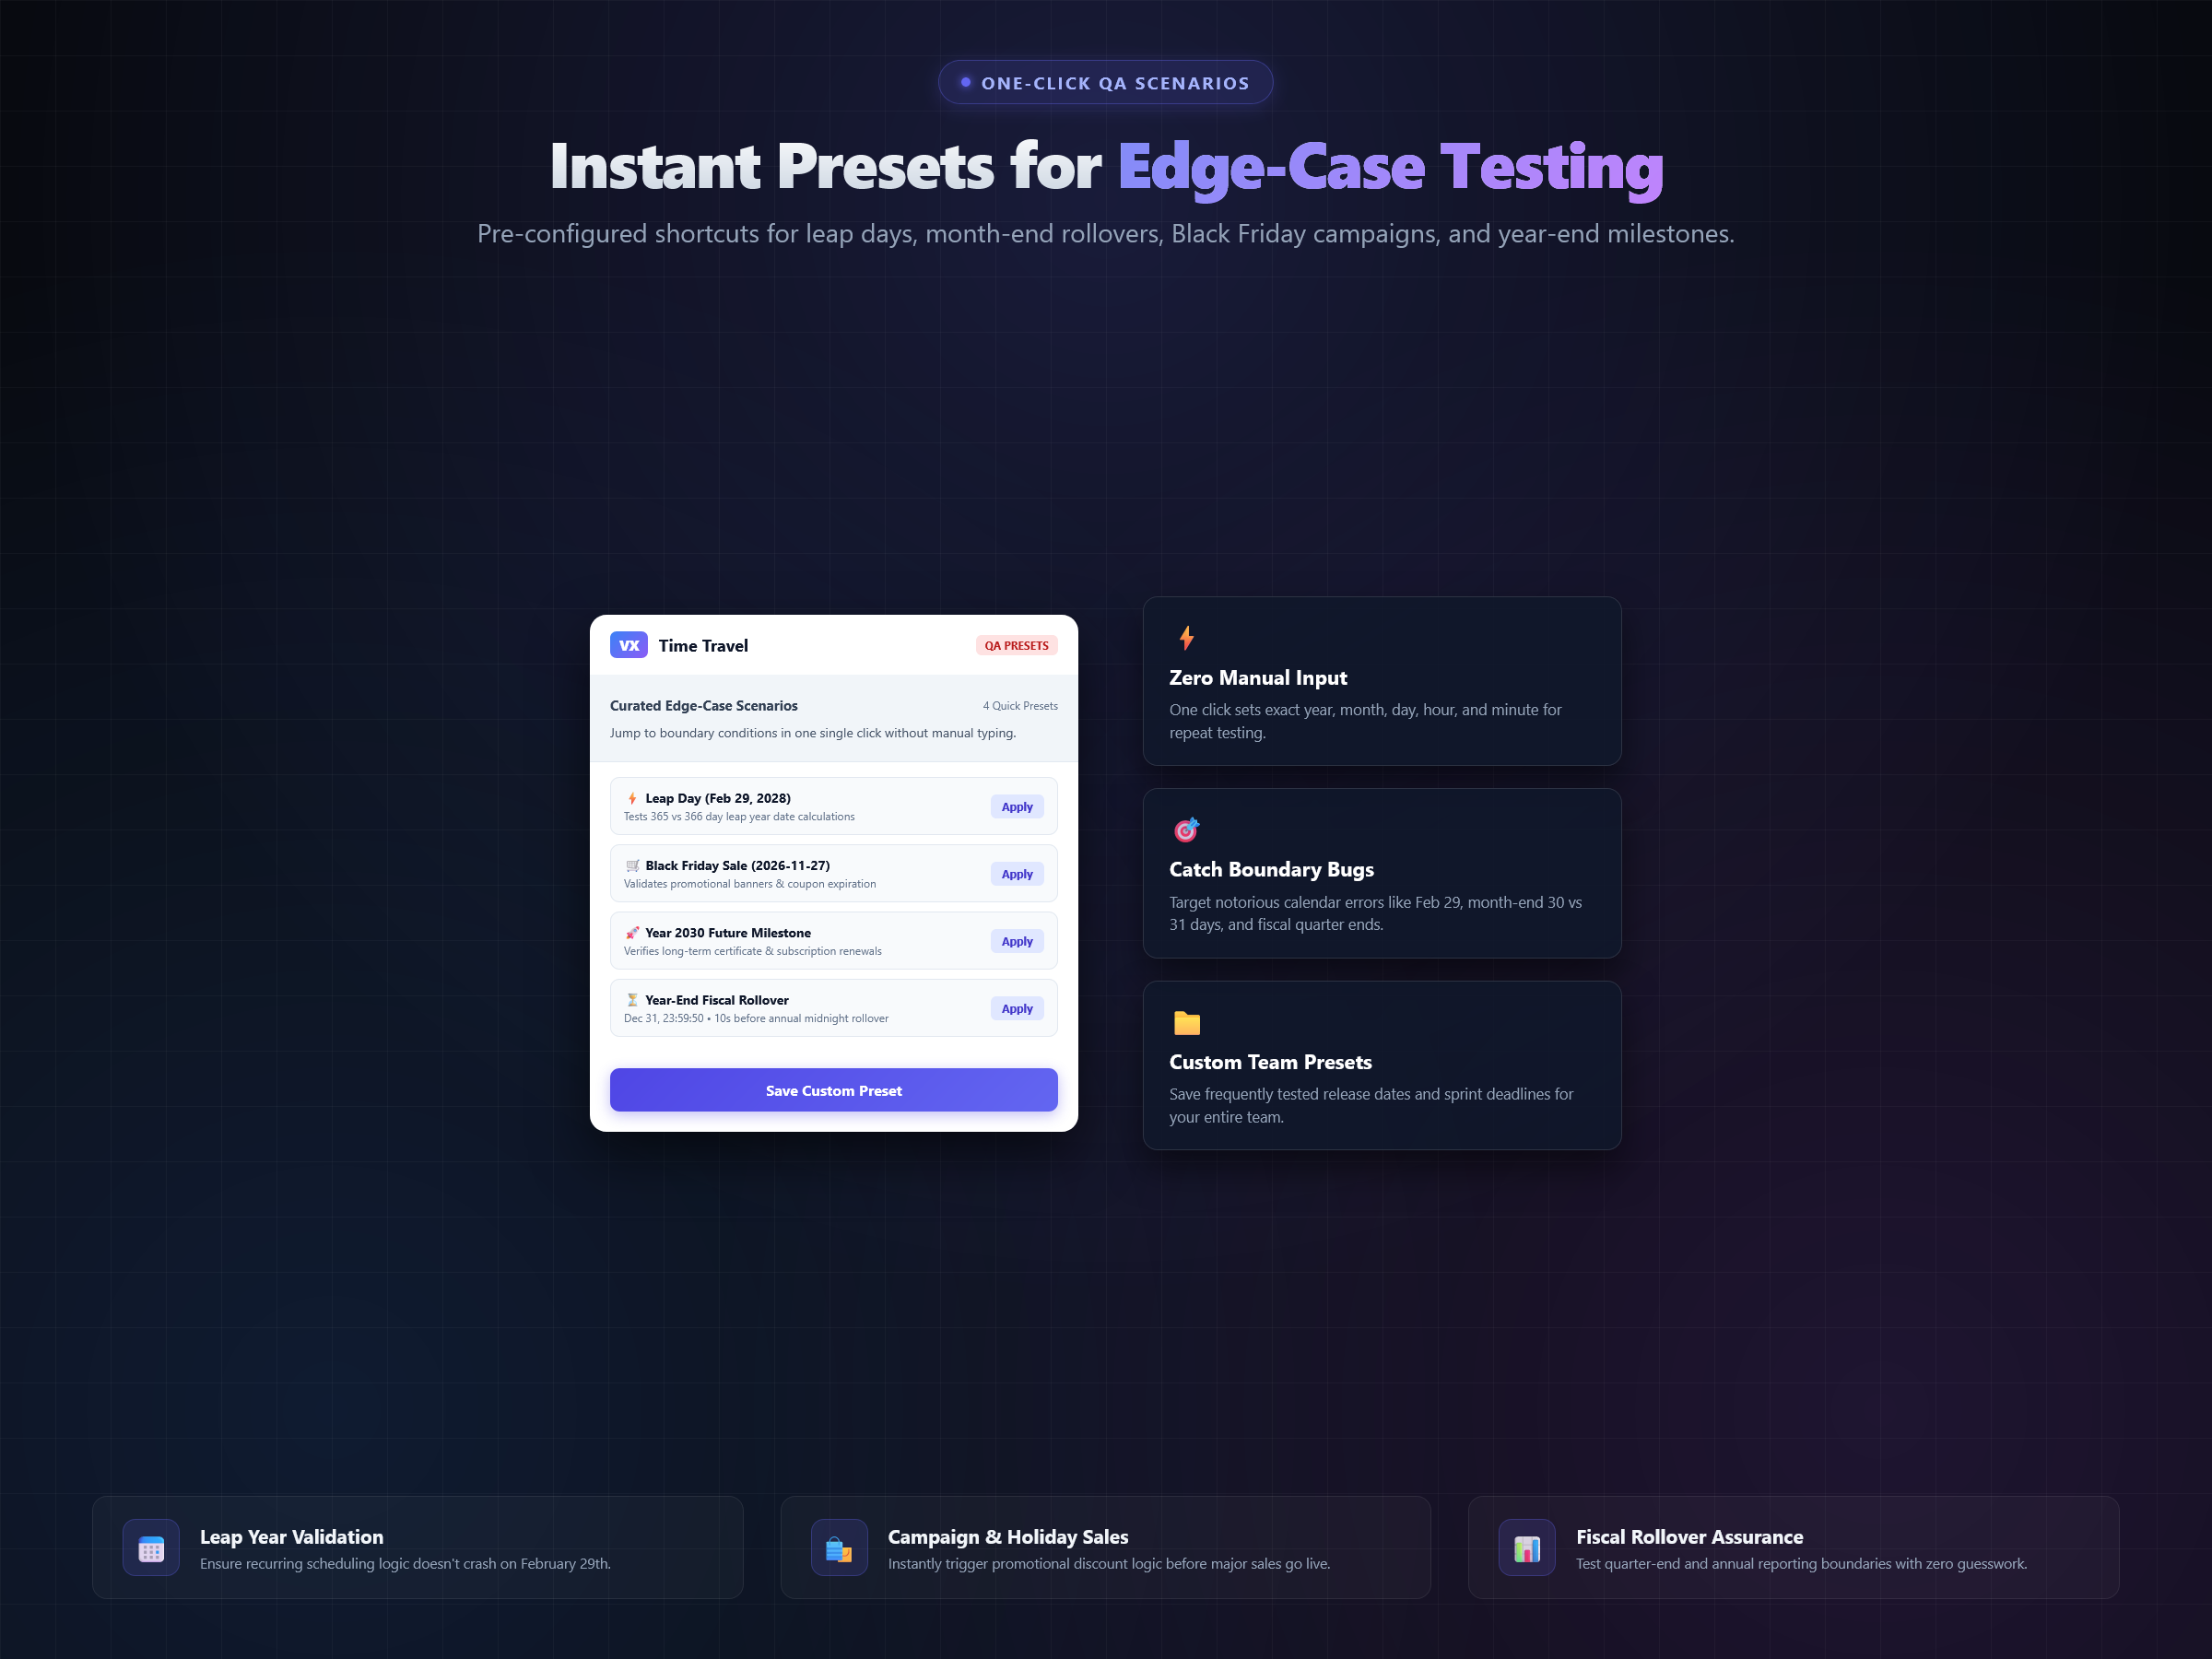 ONE-CLICK QA SCENARIOS
Instant Presets for Edge-Case Testing
Pre-configured shortcuts for leap days, month-end rollovers, Black Friday campaigns, and year-end milestones.
VX Time Travel
QA PRESETS
Curated Edge-Case Scenarios
4 Quick Presets
Jump to boundary conditions in one single click without manual typing.
Leap Day (Feb 29, 2028)
Tests 365 vs 366 day leap year date calculations
Apply
Black Friday Sale (2026-11-27)
Validates promotional banners & coupon expiration
Apply
Year 2030 Future Milestone
Verifies long-term certificate & subscription renewals
Apply
Year-End Fiscal Rollover
Dec 31, 23:59:50 • 10s before annual midnight rollover
Apply
Save Custom Preset
Zero Manual Input
One click sets exact year, month, day, hour, and minute for
repeat testing.
Catch Boundary Bugs
Target notorious calendar errors like Feb 29, month-end 30 vs
31 days, and fiscal quarter ends.
Custom Team Presets
Save frequently tested release dates and sprint deadlines for
your entire team.
Leap Year Validation
Ensure recurring scheduling logic doesn't crash on February 29th.
Campaign & Holiday Sales
Instantly trigger promotional discount logic before major sales go live.
Fiscal Rollover Assurance
Test quarter-end and annual reporting boundaries with zero guesswork.